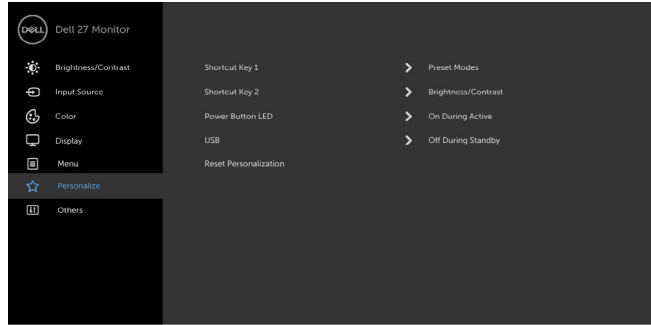 DELL Dell 27 Monitor
Brightness/Contrast Shortcut Key 1 Preset Modes
Input Source Shortcut Key 2 Brightness/Contrast
Color Power Button LED On During Active
Display USB Off During Standby
Menu Reset Personalization
Personalize
Others